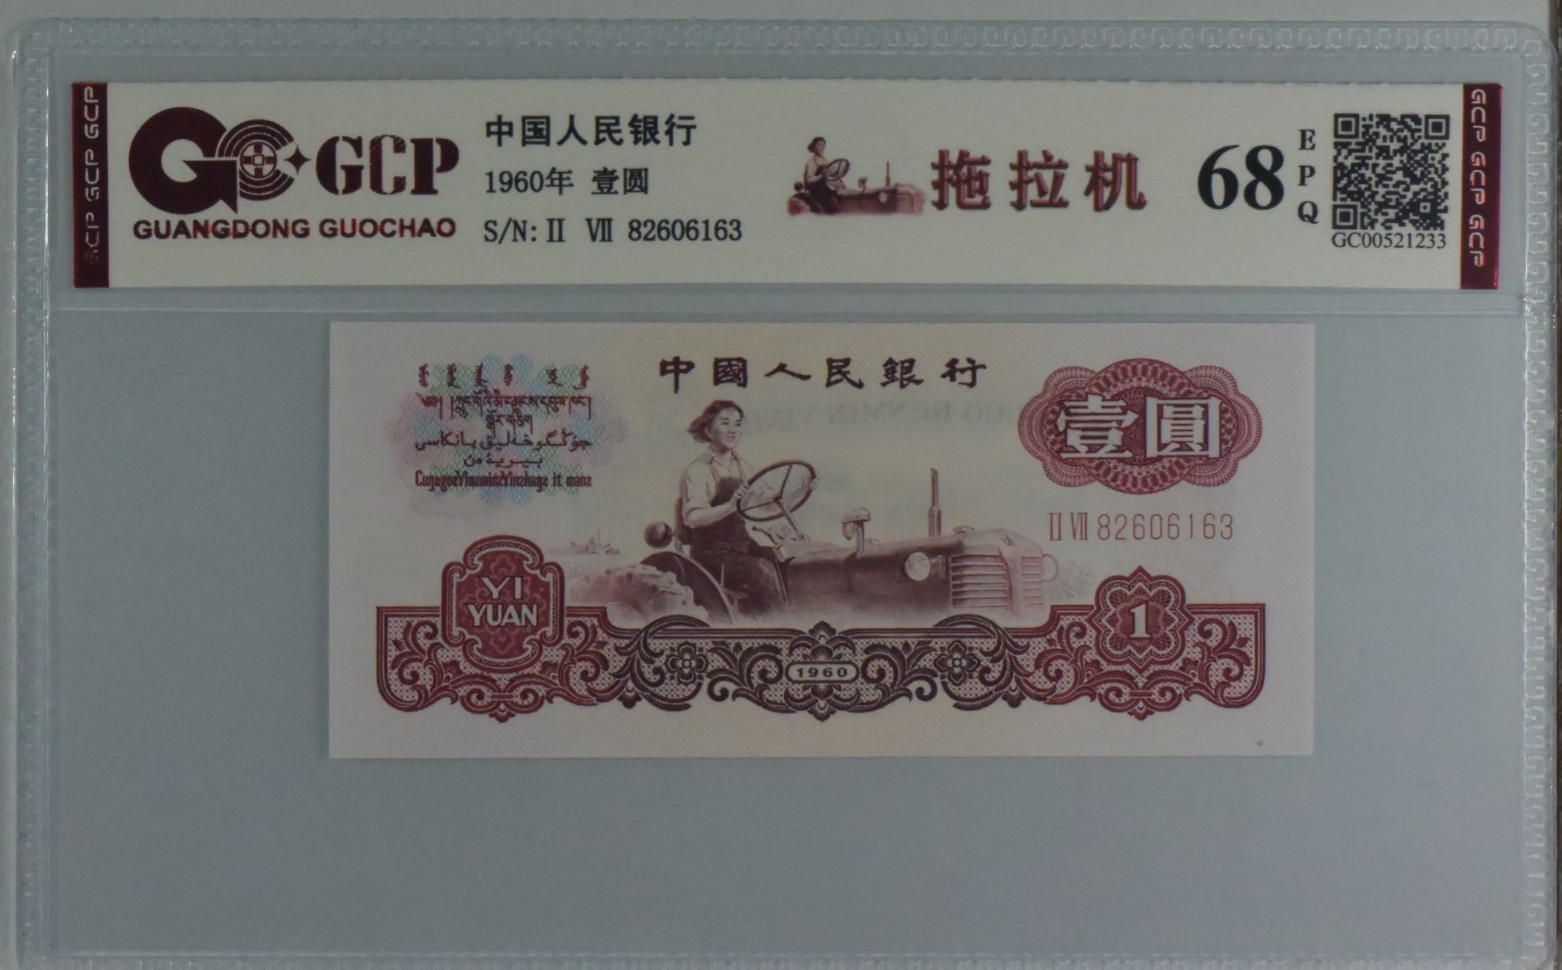 GCP GCP GCP
GCP
GUANGDONG GUOCHAO
中国人民银行
1960年 壹圆
S/N: II VII 82606163
拖拉机
68
EPQ
GC00521233
GCP GCP GCP
中國人民銀行
壹圓
II VII 82606163
YI
YUAN
1
1960